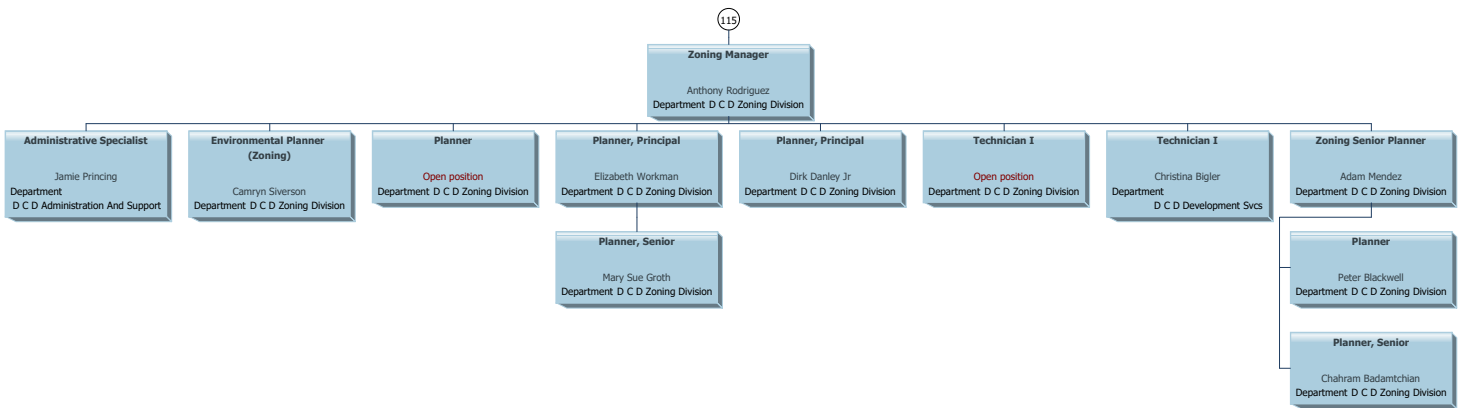 115
Zoning Manager
Anthony Rodriguez
Department D C D Zoning Division
Administrative Specialist
Jamie Princing
Department
D C D Administration And Support
Environmental Planner
(Zoning)
Camryn Siverson
Department D C D Zoning Division
Planner
Open position
Department D C D Zoning Division
Planner, Principal
Elizabeth Workman
Department D C D Zoning Division
Planner, Principal
Dirk Danley Jr
Department D C D Zoning Division
Technician I
Open position
Department D C D Zoning Division
Technician I
Christina Bigler
Department
D C D Development Svcs
Zoning Senior Planner
Adam Mendez
Department D C D Zoning Division
Planner, Senior
Mary Sue Groth
Department D C D Zoning Division
Planner
Peter Blackwell
Department D C D Zoning Division
Planner, Senior
Chahram Badamtchian
Department D C D Zoning Division